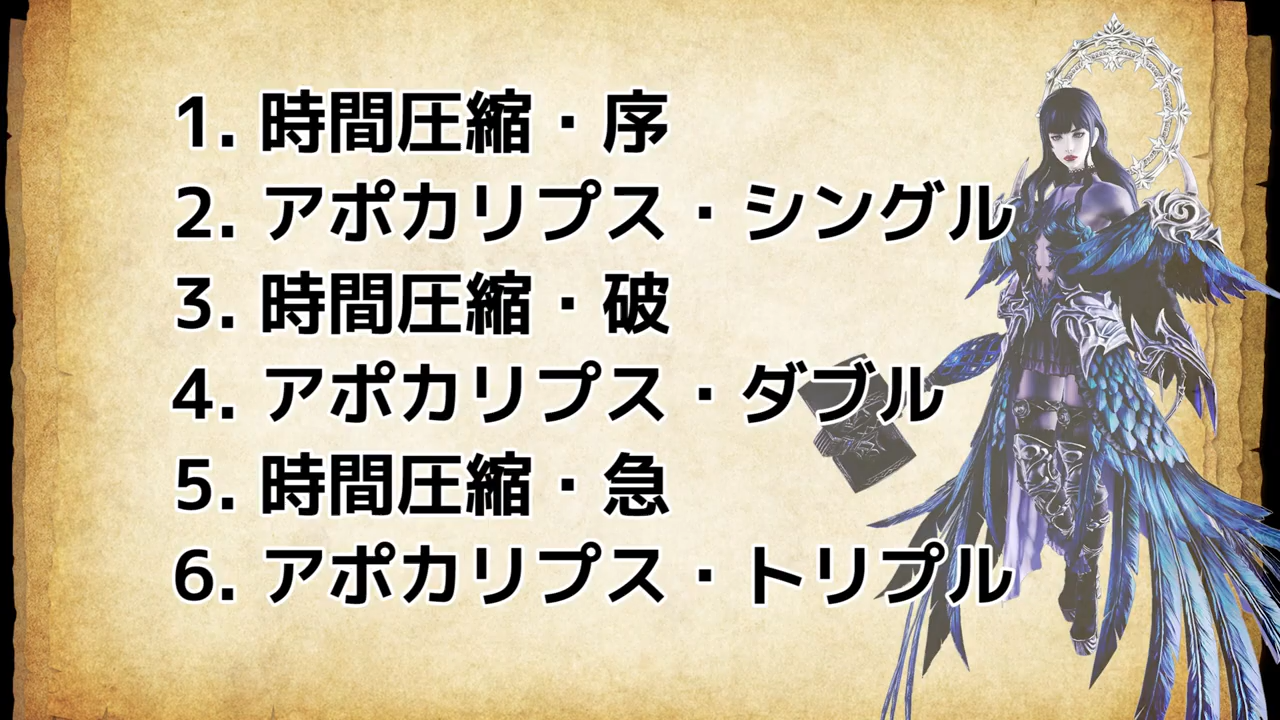 1. 時間圧縮・序
2. アポカリプス・シングル
3. 時間圧縮・破
4. アポカリプス・ダブル
5. 時間圧縮・急
6. アポカリプス・トリプル